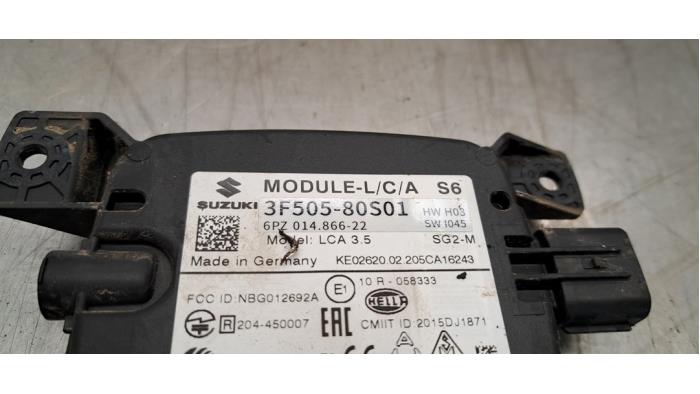 MODULE-L/C/A S6
SUZUKI 3F505-80S01 HW H03
6PZ 014.866-22 SW 1045
Model: LCA 3.5 SG2-M
Made in Germany KE02620.02.205CA16243
FCC ID:NBG012692A E1 10 R - 058333 HELLA
R 204-450007 EAC CMIIT ID:2015DJ1871